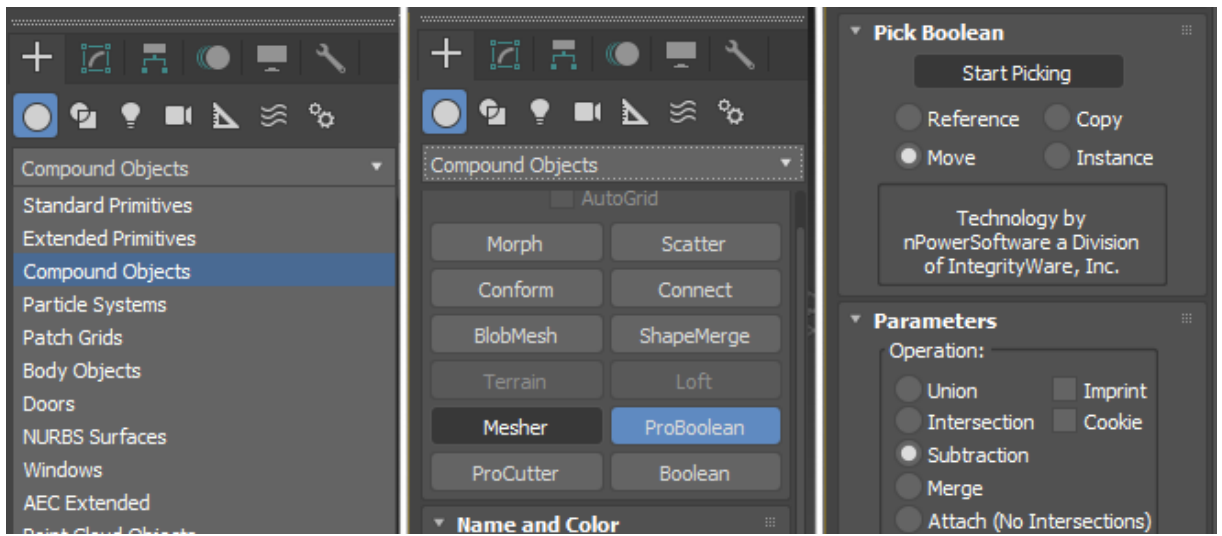 Compound Objects
Standard Primitives
Extended Primitives
Compound Objects
Particle Systems
Patch Grids
Body Objects
Doors
NURBS Surfaces
Windows
AEC Extended
Point Cloud Objects
Compound Objects
AutoGrid
Morph Scatter
Conform Connect
BlobMesh ShapeMerge
Terrain Loft
Mesher ProBoolean
ProCutter Boolean
Name and Color
Pick Boolean
Start Picking
Reference Copy
Move Instance
Technology by
nPowerSoftware a Division
of IntegrityWare, Inc.
Parameters
Operation:
Union Imprint
Intersection Cookie
Subtraction
Merge
Attach (No Intersections)